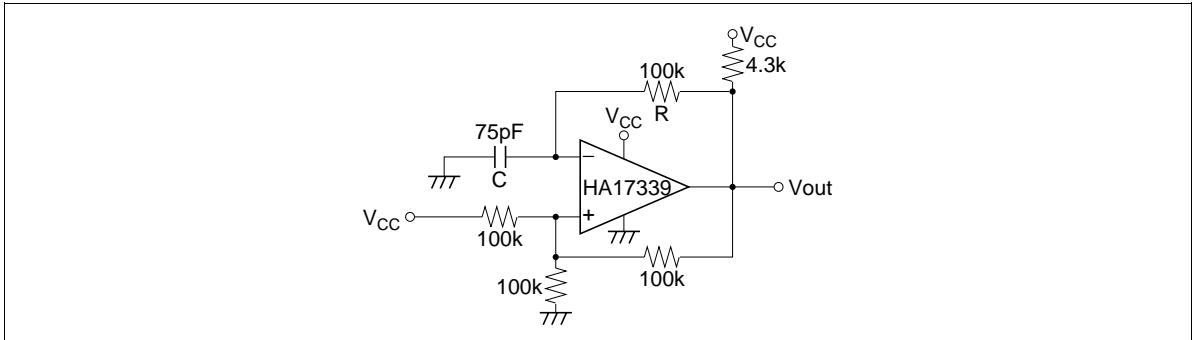 VCC
4.3k
100k
R
VCC
75pF
C
−
HA17339
Vout
VCC
100k
+
100k
100k